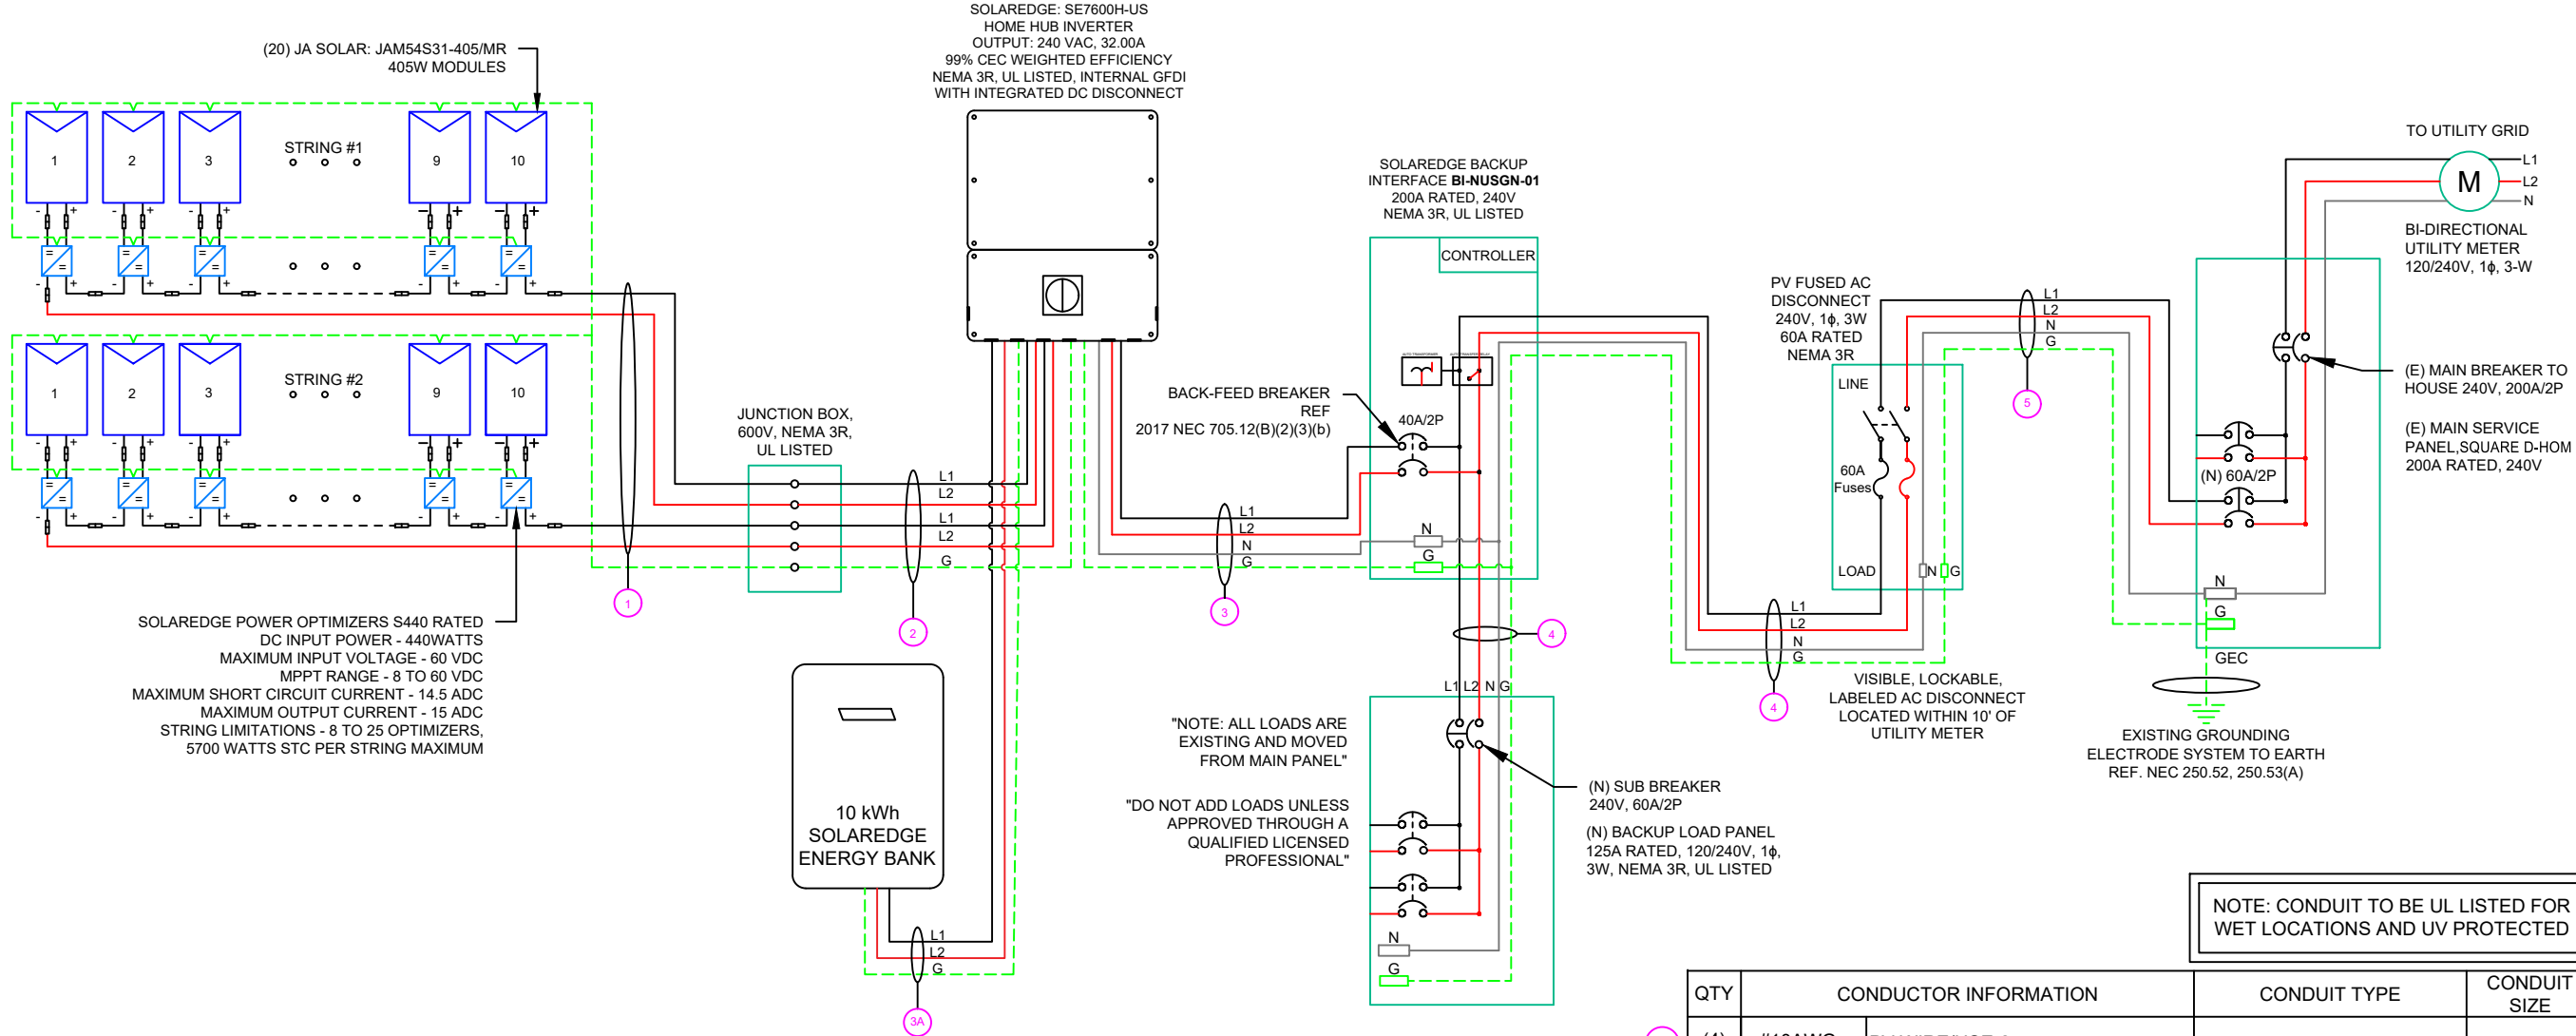 SOLAREDGE: SE7600H-US
HOME HUB INVERTER
OUTPUT: 240 VAC, 32.00A
99% CEC WEIGHTED EFFICIENCY
NEMA 3R, UL LISTED, INTERNAL GFDI
WITH INTEGRATED DC DISCONNECT
(20) JA SOLAR: JAM54S31-405/MR
405W MODULES
STRING #1
1
2
3
9
10
- + - + - + - + - +
= = = = = = = = = =
- + - + - + - + - +
STRING #2
1
2
3
9
10
- + - + - + - + - +
= = = = = = = = = =
- + - + - + - + - +
SOLAREDGE POWER OPTIMIZERS S440 RATED
DC INPUT POWER - 440WATTS
MAXIMUM INPUT VOLTAGE - 60 VDC
MPPT RANGE - 8 TO 60 VDC
MAXIMUM SHORT CIRCUIT CURRENT - 14.5 ADC
MAXIMUM OUTPUT CURRENT - 15 ADC
STRING LIMITATIONS - 8 TO 25 OPTIMIZERS,
5700 WATTS STC PER STRING MAXIMUM
1
JUNCTION BOX,
600V, NEMA 3R,
UL LISTED
L1
L2
L1
L2
G
2
10 kWh
SOLAREDGE
ENERGY BANK
L1
L2
G
3A
L1
L2
N
G
3
SOLAREDGE BACKUP
INTERFACE BI-NUSGN-01
200A RATED, 240V
NEMA 3R, UL LISTED
CONTROLLER
BACK-FEED BREAKER
REF
2017 NEC 705.12(B)(2)(3)(b)
40A/2P
N
G
4
L1 L2 N G
"NOTE: ALL LOADS ARE
EXISTING AND MOVED
FROM MAIN PANEL"
"DO NOT ADD LOADS UNLESS
APPROVED THROUGH A
QUALIFIED LICENSED
PROFESSIONAL"
N
G
(N) SUB BREAKER
240V, 60A/2P
(N) BACKUP LOAD PANEL
125A RATED, 120/240V, 1ϕ,
3W, NEMA 3R, UL LISTED
PV FUSED AC
DISCONNECT
240V, 1ϕ, 3W
60A RATED
NEMA 3R
LINE
60A
Fuses
LOAD
N G
L1
L2
N
G
4
VISIBLE, LOCKABLE,
LABELED AC DISCONNECT
LOCATED WITHIN 10' OF
UTILITY METER
L1
L2
N
G
5
TO UTILITY GRID
M
L1
L2
N
BI-DIRECTIONAL
UTILITY METER
120/240V, 1ϕ, 3-W
(E) MAIN BREAKER TO
HOUSE 240V, 200A/2P
(E) MAIN SERVICE
PANEL,SQUARE D-HOM
200A RATED, 240V
(N) 60A/2P
N
G
GEC
EXISTING GROUNDING
ELECTRODE SYSTEM TO EARTH
REF. NEC 250.52, 250.53(A)
NOTE: CONDUIT TO BE UL LISTED FOR
WET LOCATIONS AND UV PROTECTED
QTY CONDUCTOR INFORMATION CONDUIT TYPE CONDUIT
SIZE